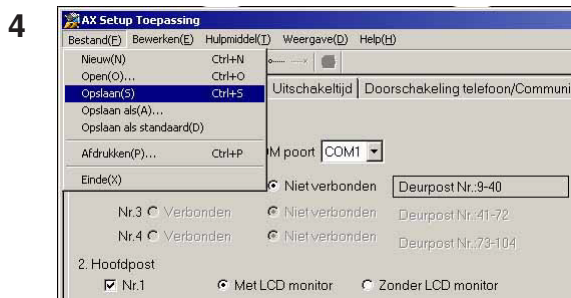 4
AX Setup Toepassing
Bestand(F) Bewerken(E) Hulpmiddel(T) Weergave(D) Help(H)
Nieuw(N) Ctrl+N
Open(O)... Ctrl+O
Opslaan(S) Ctrl+S
Uitschakeltijd Doorschakeling telefoon/Communi
Opslaan als(A)...
Opslaan als standaard(D)
Afdrukken(P)... Ctrl+P
M poort COM1
Einde(X)
Niet verbonden Deurpost Nr.:9-40
Nr.3 Verbonden Niet verbonden Deurpost Nr.:41-72
Nr.4 Verbonden Niet verbonden Deurpost Nr.:73-104
2. Hoofdpost
Nr.1 Met LCD monitor Zonder LCD monitor